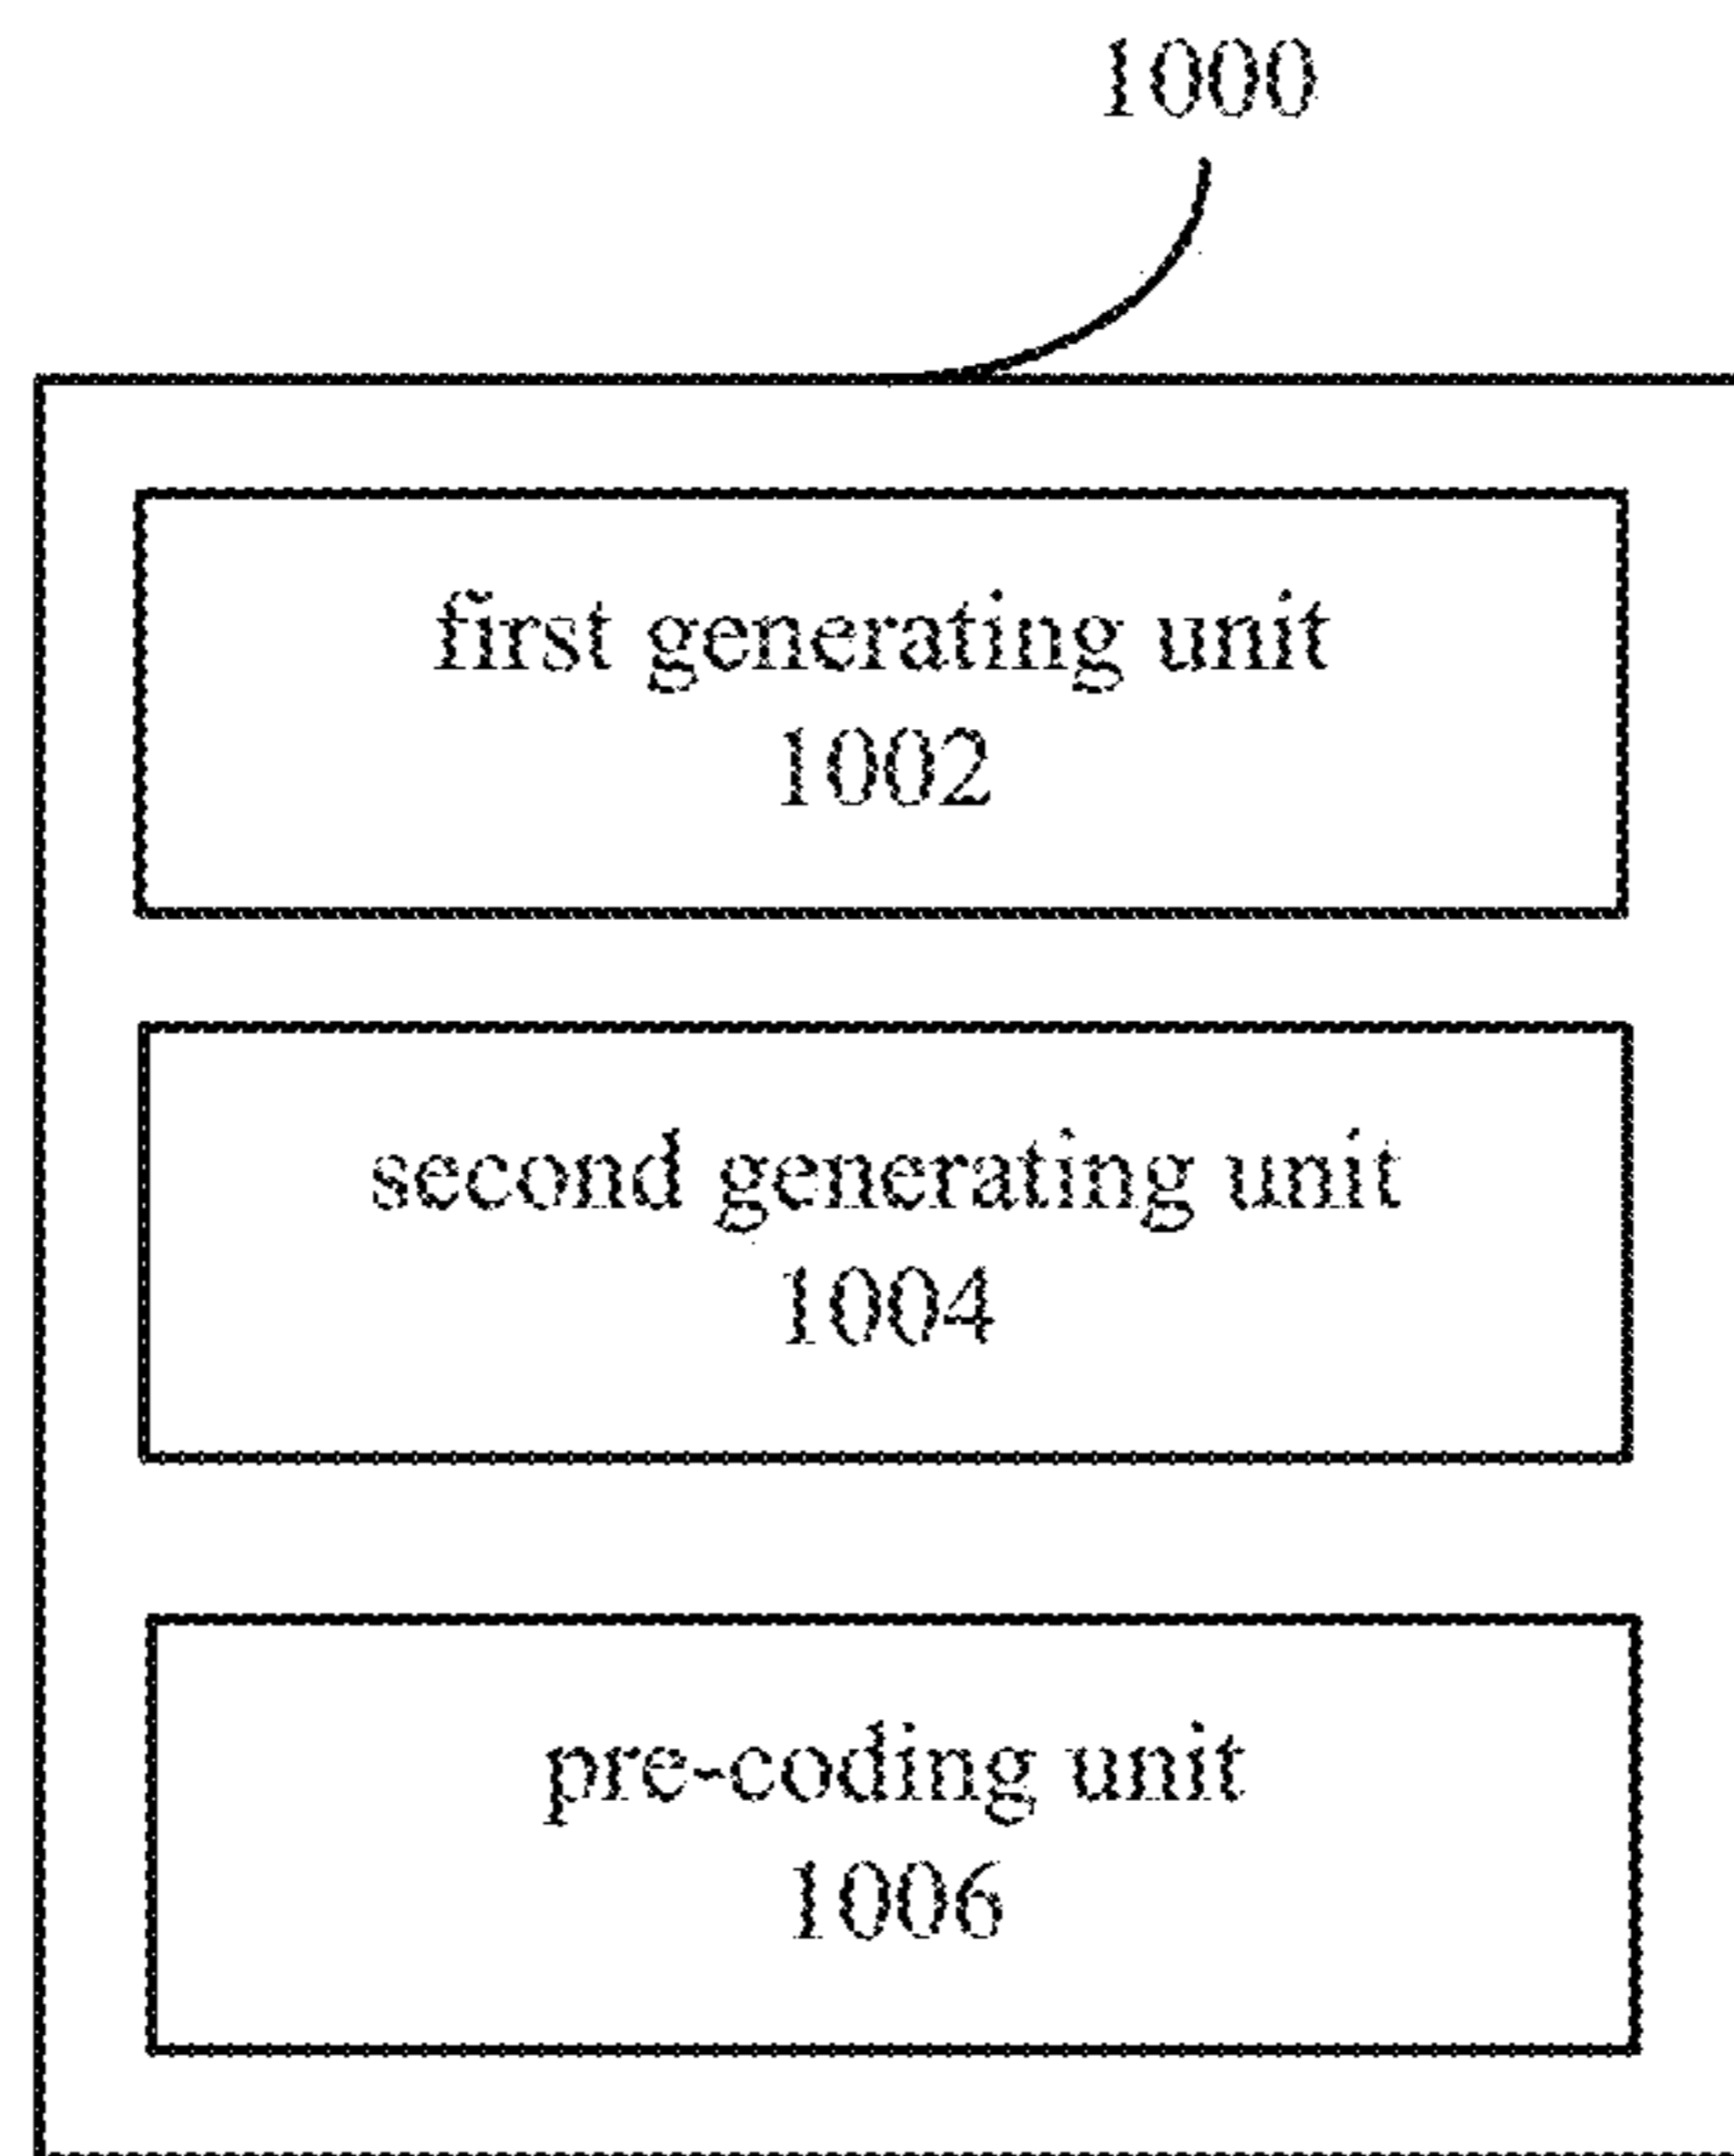 1000
first generating unit
1002
second generating unit
1004
pre-coding unit
1006